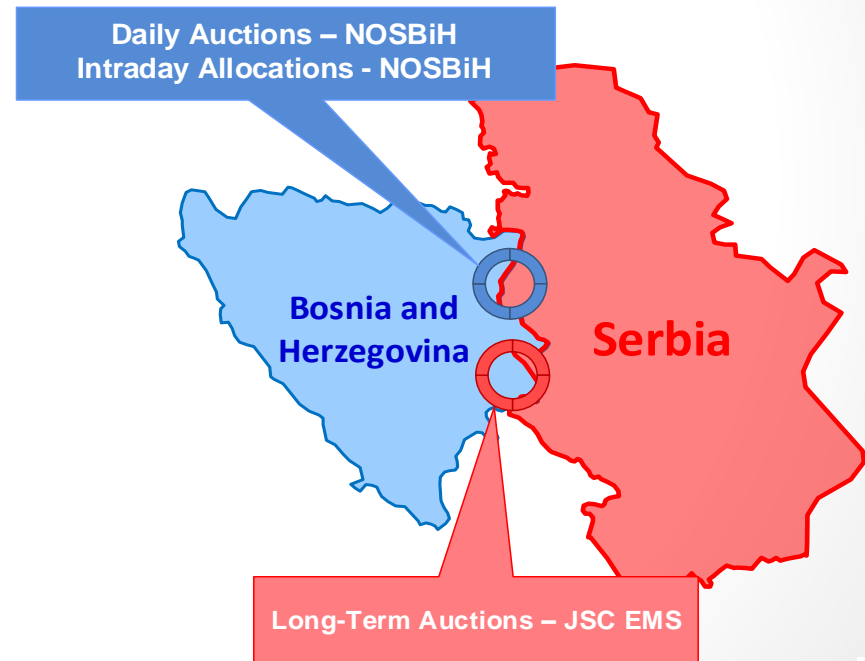 Daily Auctions – NOSBiH
Intraday Allocations - NOSBiH
Bosnia and
Herzegovina
Serbia
Long-Term Auctions – JSC EMS